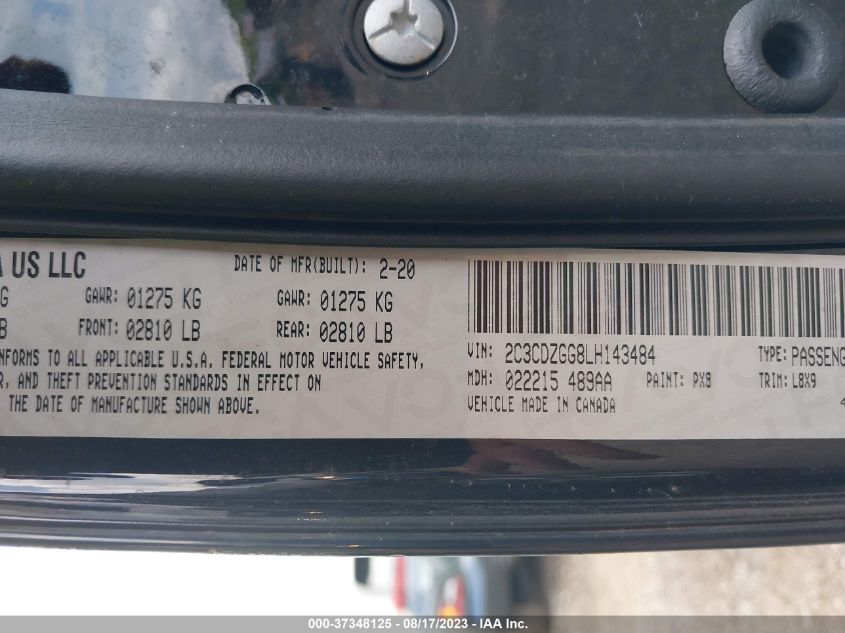 A US LLC
DATE OF MFR(BUILT): 2-20
G GAWR: 01275 KG GAWR: 01275 KG
B FRONT: 02810 LB REAR: 02810 LB
NFORMS TO ALL APPLICABLE U.S.A. FEDERAL MOTOR VEHICLE SAFETY,
R, AND THEFT PREVENTION STANDARDS IN EFFECT ON
THE DATE OF MANUFACTURE SHOWN ABOVE.
VIN: 2C3CDZGG8LH143484 TYPE: PASSENG
MDH: 022215 489AA PAINT: PX8 TRIM: L8X9
VEHICLE MADE IN CANADA 4
000-37348125 - 08/17/2023 - IAA Inc.